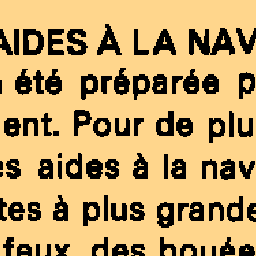 AIDES À LA NAV
été préparée p
ent. Pour de plu
es aides à la nav
tes à plus grande
feux des bouée